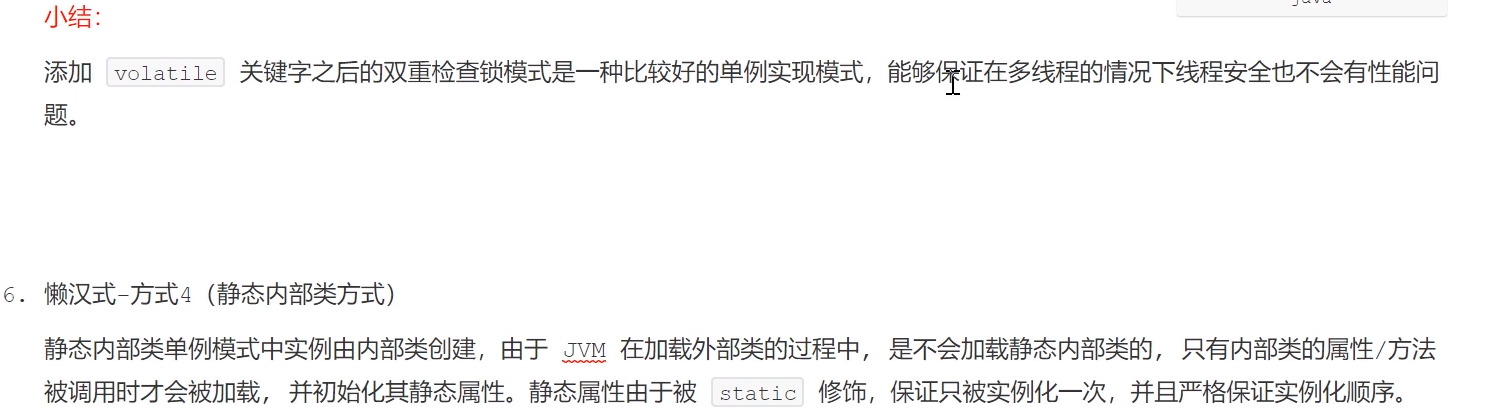 小结：
java
添加 volatile 关键字之后的双重检查锁模式是一种比较好的单例实现模式，能够保证在多线程的情况下线程安全也不会有性能问
题。
6. 懒汉式-方式4（静态内部类方式）
静态内部类单例模式中实例由内部类创建，由于 JVM 在加载外部类的过程中，是不会加载静态内部类的，只有内部类的属性/方法
被调用时才会被加载，并初始化其静态属性。静态属性由于被 static 修饰，保证只被实例化一次，并且严格保证实例化顺序。